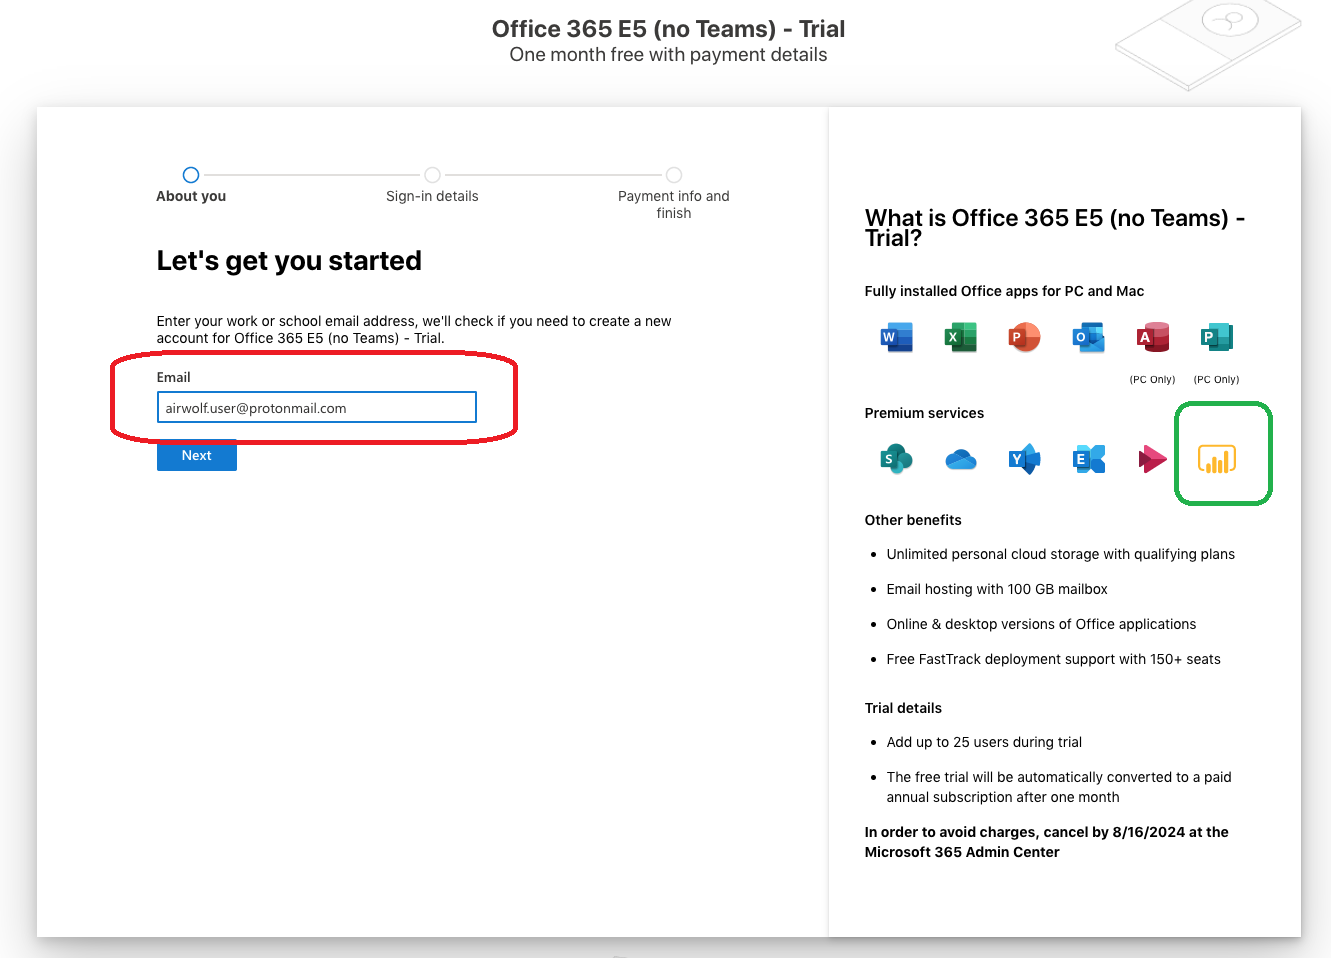 Office 365 E5 (no Teams) - Trial
One month free with payment details
About you
Sign-in details
Payment info and
finish
Let's get you started
Enter your work or school email address, we'll check if you need to create a new
account for Office 365 E5 (no Teams) - Trial.
Email
airwolf.user@protonmail.com
Next
What is Office 365 E5 (no Teams) -
Trial?
Fully installed Office apps for PC and Mac
W X P O A P
(PC Only) (PC Only)
Premium services
S Y E
Other benefits
• Unlimited personal cloud storage with qualifying plans
• Email hosting with 100 GB mailbox
• Online & desktop versions of Office applications
• Free FastTrack deployment support with 150+ seats
Trial details
• Add up to 25 users during trial
• The free trial will be automatically converted to a paid
annual subscription after one month
In order to avoid charges, cancel by 8/16/2024 at the
Microsoft 365 Admin Center